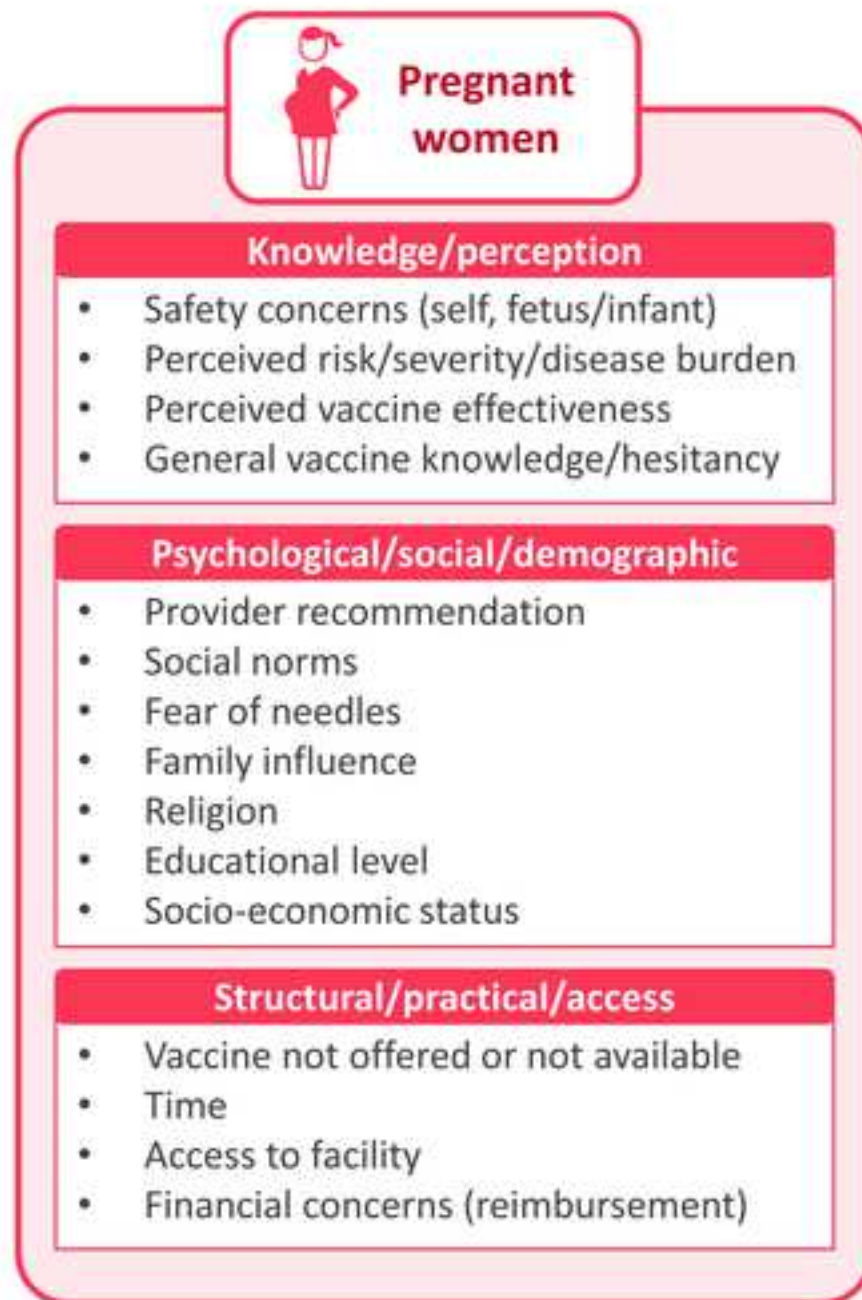 Pregnant
women
Knowledge/perception
• Safety concerns (self, fetus/infant)
• Perceived risk/severity/disease burden
• Perceived vaccine effectiveness
• General vaccine knowledge/hesitancy
Psychological/social/demographic
• Provider recommendation
• Social norms
• Fear of needles
• Family influence
• Religion
• Educational level
• Socio-economic status
Structural/practical/access
• Vaccine not offered or not available
• Time
• Access to facility
• Financial concerns (reimbursement)